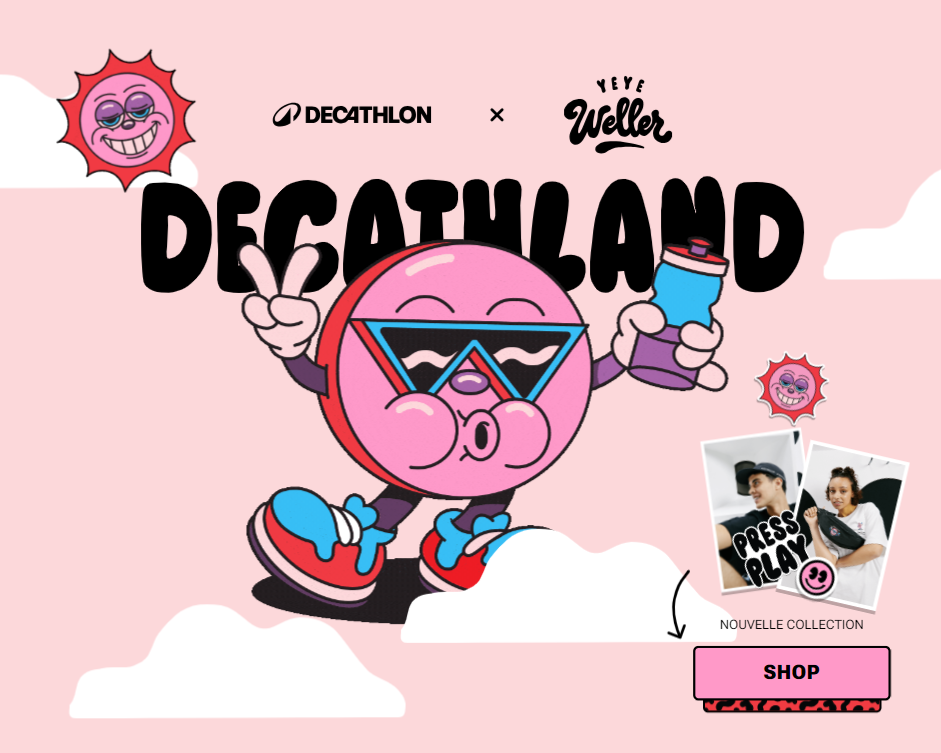 DECATHLON
×
YEYE
Weller
DECATHLAND
PRESS
PLAY
NOUVELLE COLLECTION
SHOP